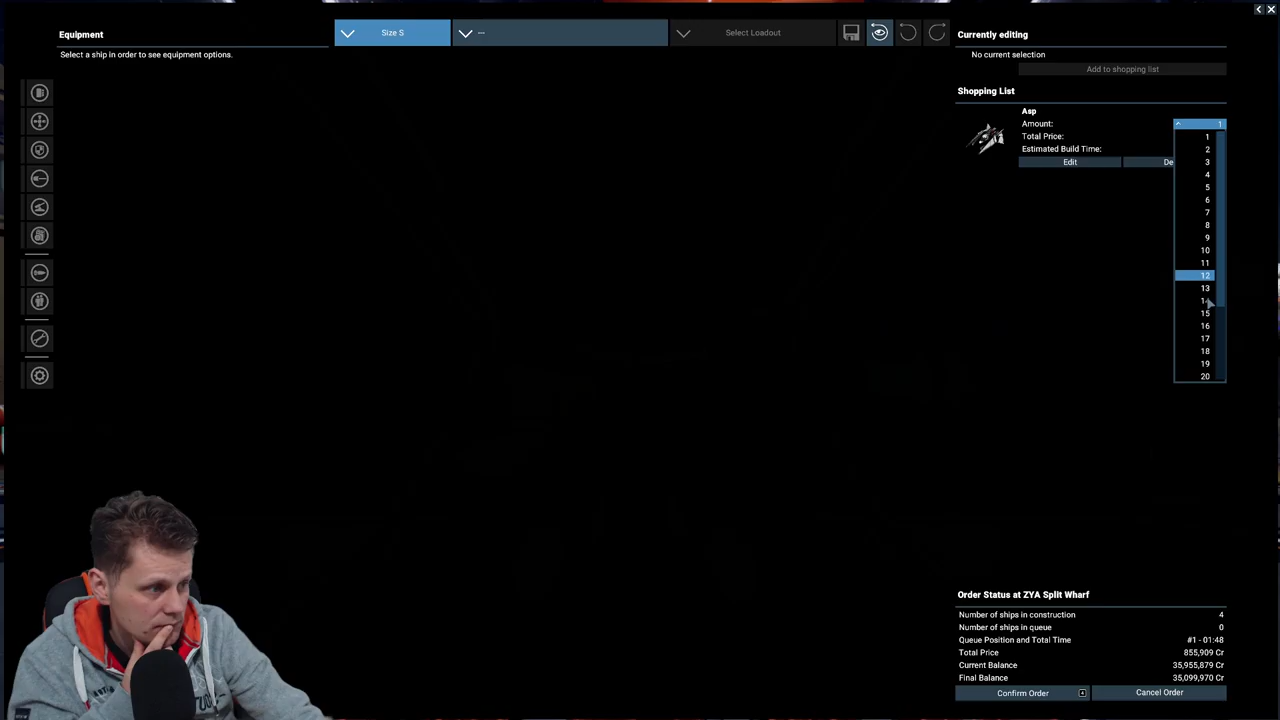 Equipment
Select a ship in order to see equipment options.
Size S
---
Select Loadout
Currently editing
No current selection
Add to shopping list
Shopping List
Asp
Amount: 1
Total Price:
Estimated Build Time:
Edit
De
1
2
3
4
5
6
7
8
9
10
11
12
13
14
15
16
17
18
19
20
Order Status at ZYA Split Wharf
Number of ships in construction 4
Number of ships in queue 0
Queue Position and Total Time #1 - 01:48
Total Price 855,909 Cr
Current Balance 35,955,879 Cr
Final Balance 35,099,970 Cr
Confirm Order
Cancel Order